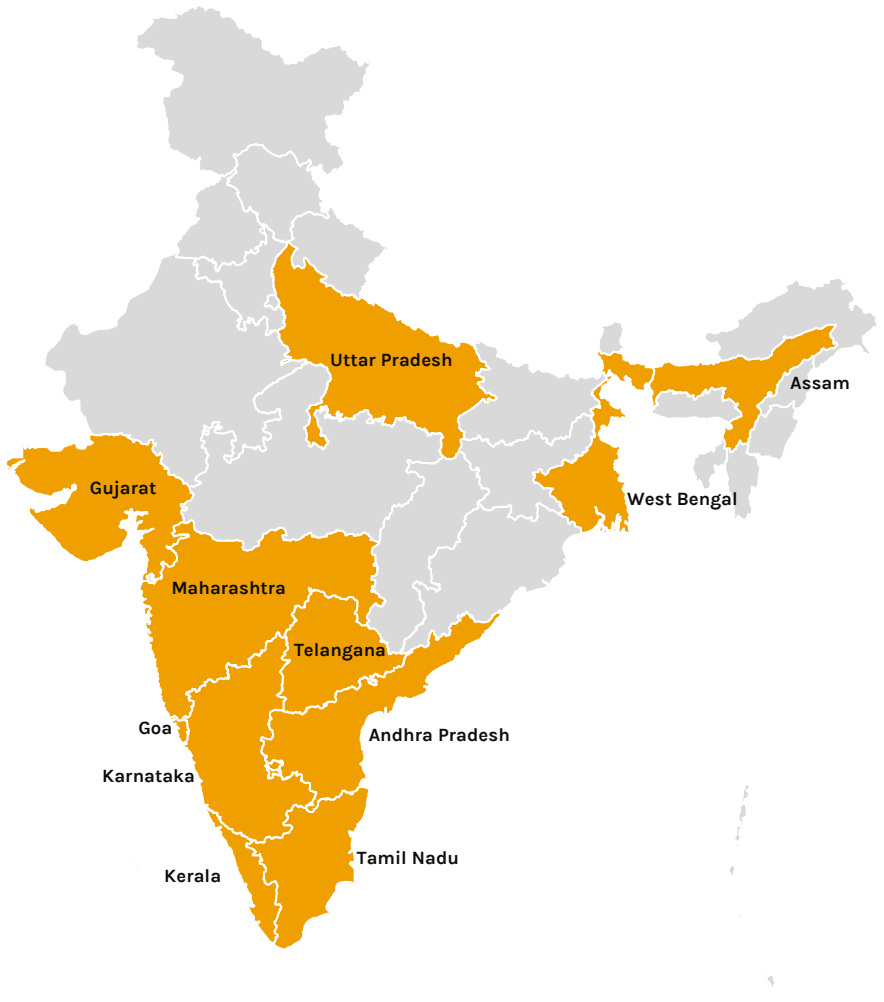 Uttar Pradesh
Assam
Gujarat
West Bengal
Maharashtra
Telangana
Goa
Andhra Pradesh
Karnataka
Tamil Nadu
Kerala